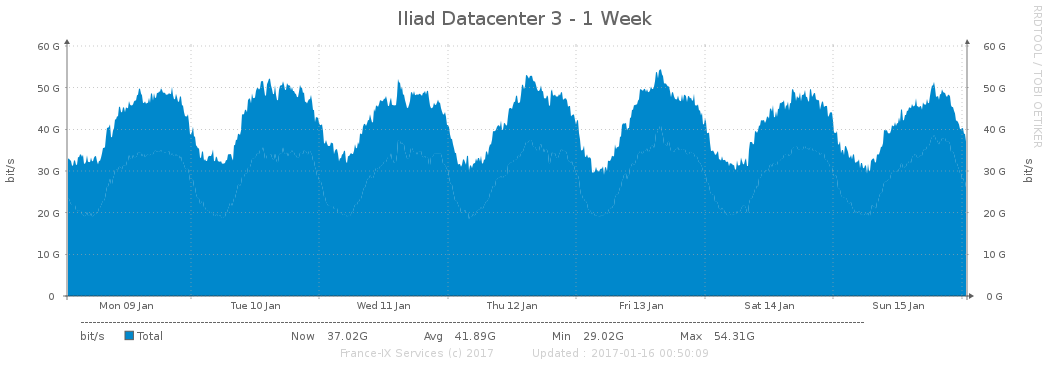 Iliad Datacenter 3 - 1 Week
RRDTOOL / TOBI OETIKER
60 G 60 G
50 G 50 G
40 G 40 G
30 G 30 G
20 G 20 G
10 G 10 G
0 0 G
bit/s
bit/s
Mon 09 Jan Tue 10 Jan Wed 11 Jan Thu 12 Jan Fri 13 Jan Sat 14 Jan Sun 15 Jan
bit/s Total Now 37.02G Avg 41.89G Min 29.02G Max 54.31G
France-IX Services (c) 2017 Updated : 2017-01-16 00:50:09